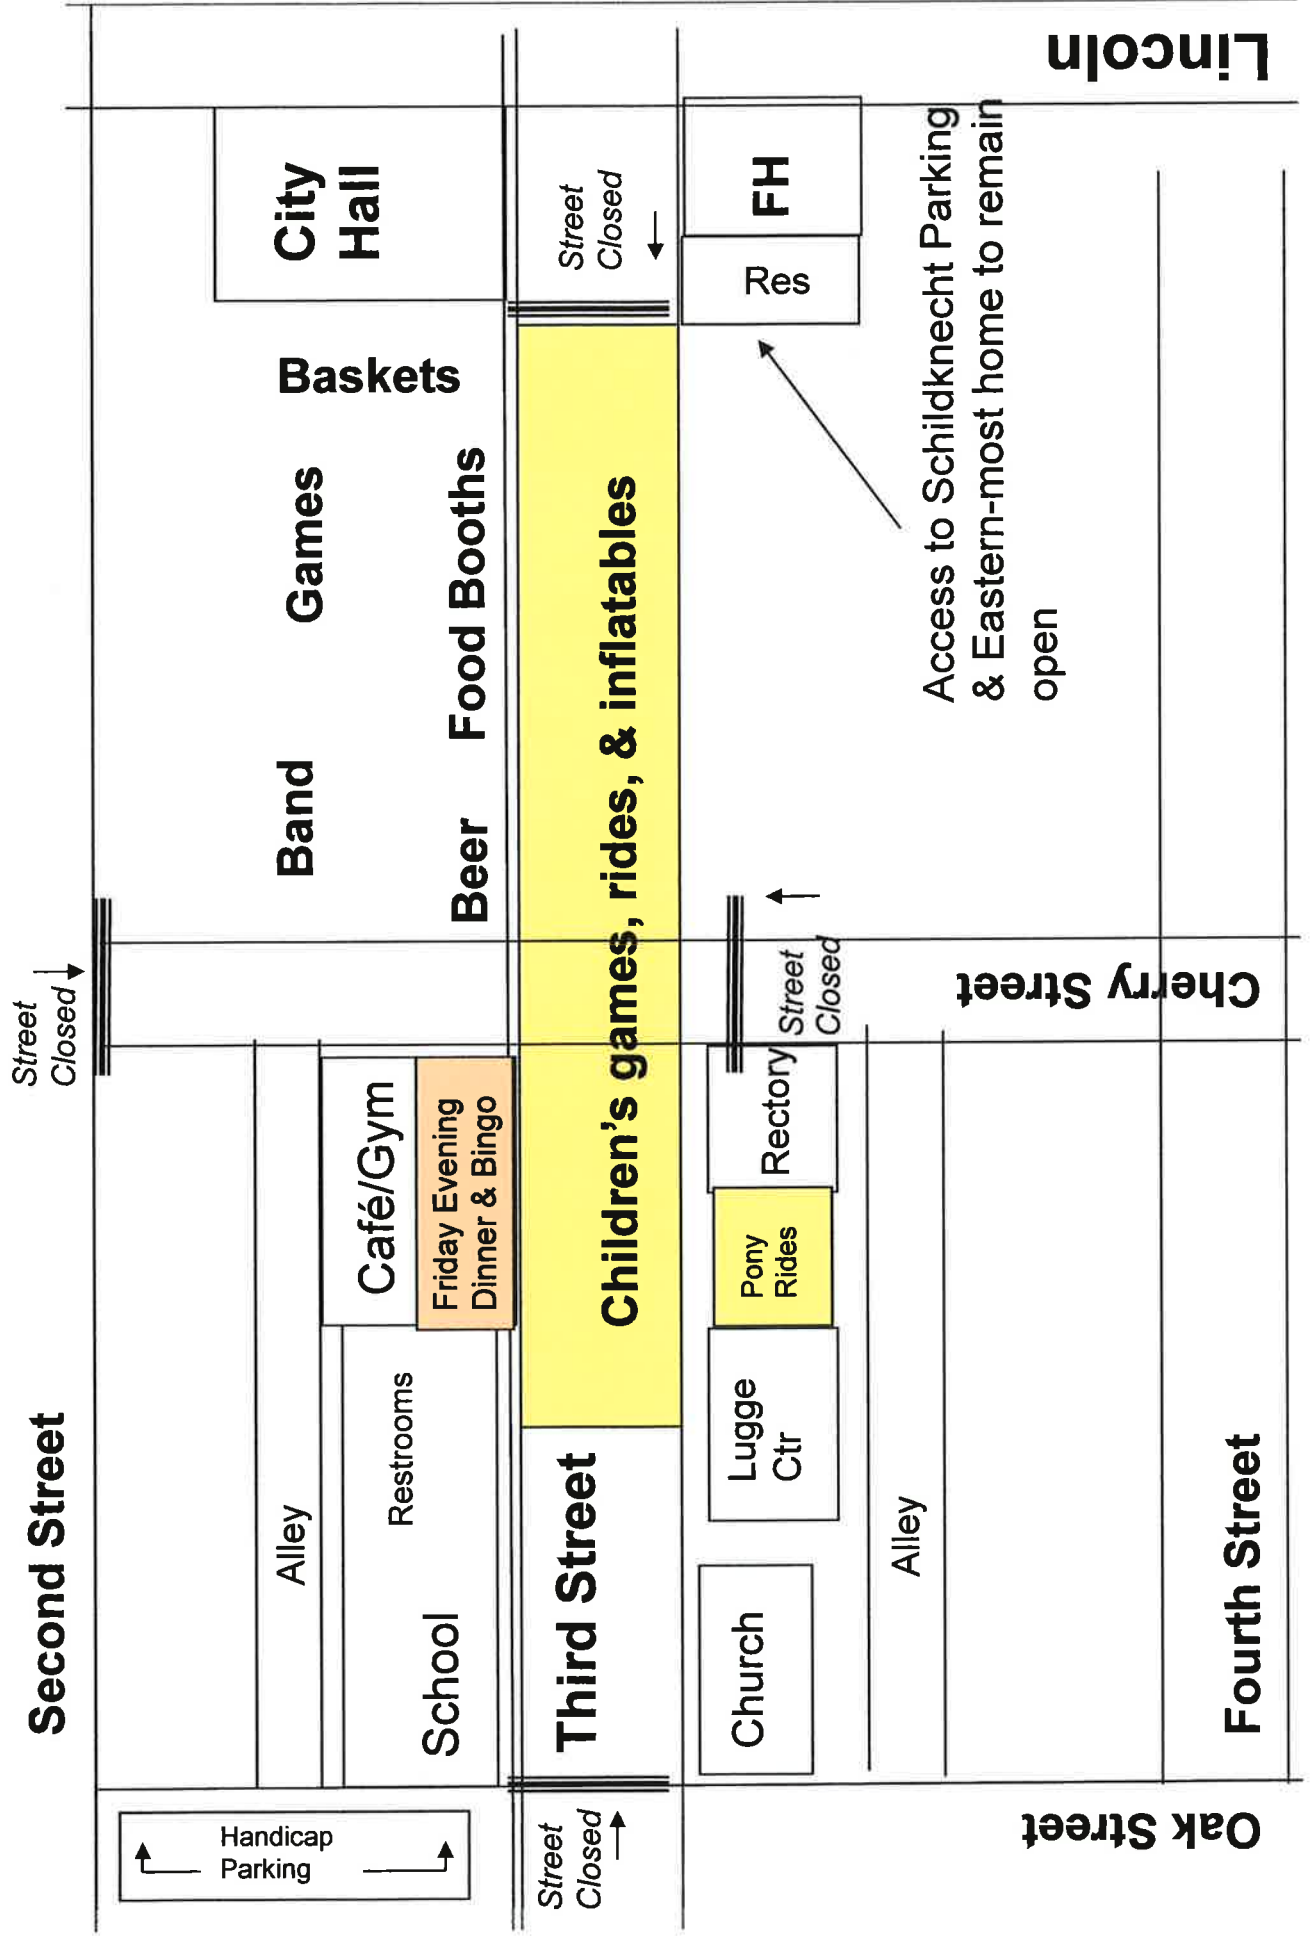 Second Street
Street
Closed
Alley
Café/Gym
Friday Evening
Dinner & Bingo
Restrooms
School
Handicap
Parking
Band
Games
Baskets
Beer
Food Booths
City
Hall
Street
Closed
Third Street
Children's games, rides, & inflatables
Street
Closed
Church
Lugge
Ctr
Pony
Rides
Rectory
Street
Closed
Res
FH
Alley
Access to Schildknecht Parking
& Eastern-most home to remain
open
Fourth Street
Oak Street
Cherry Street
Lincoln